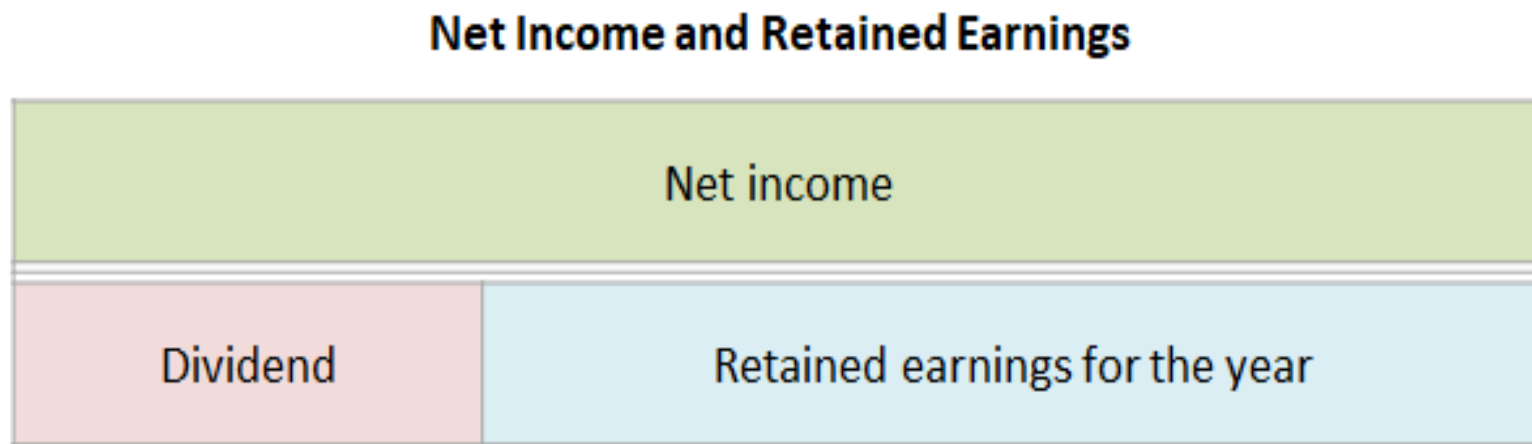 Net Income and Retained Earnings
Net income
Dividend
Retained earnings for the year